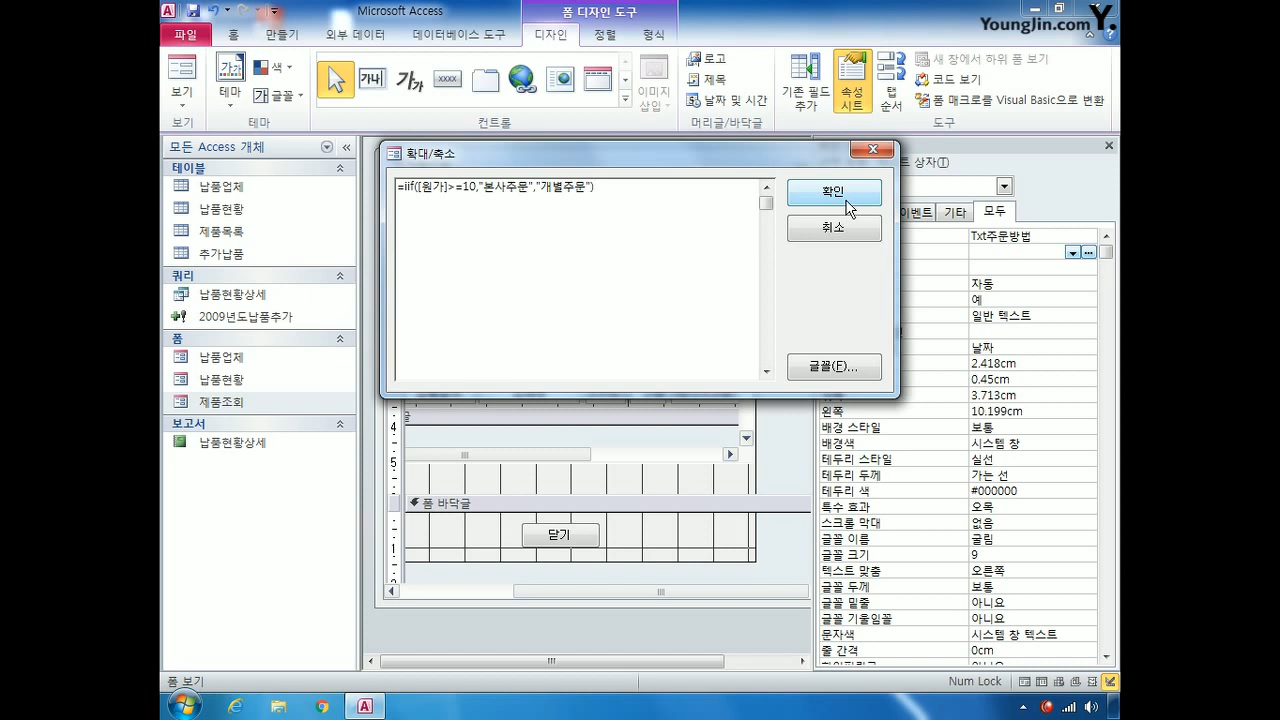 Microsoft Access
폼 디자인 도구
Younglin.com Y.
파일
홈
만들기
외부 데이터
데이터베이스 도구
디자인
정렬
형식
보기
테마
가가
색
가 글꼴
가나
가가
xxxx
이미지
삽입
로고
제목
날짜 및 시간
기존 필드
추가
속성
시트
탭
순서
새 창에서 하위 폼 보기
코드 보기
폼 매크로를 Visual Basic으로 변환
보기
테마
컨트롤
머리글/바닥글
도구
모든 Access 개체
테이블
납품업체
납품현황
제품목록
추가납품
쿼리
납품현황상세
2009년도납품추가
폼
납품업체
납품현황
제품조회
보고서
납품현황상세
확대/축소
=iif([원가]>=10,"본사주문","개별주문")
확인
취소
글꼴(F)...
4
5
폼 바닥글
1
닫기
상자(T)
이벤트
기타
모두
Txt주문방법
자동
예
일반 텍스트
날짜
2.418cm
0.45cm
3.713cm
왼쪽 10.199cm
배경 스타일 보통
배경색 시스템 창
테두리 스타일 실선
테두리 두께 가는 선
테두리 색 #000000
특수 효과 오목
스크롤 막대 없음
글꼴 이름 굴림
글꼴 크기 9
텍스트 맞춤 오른쪽
글꼴 두께 보통
글꼴 밑줄 아니요
글꼴 기울임꼴 아니요
문자색 시스템 창 텍스트
줄 간격 0cm
폼 보기
Num Lock